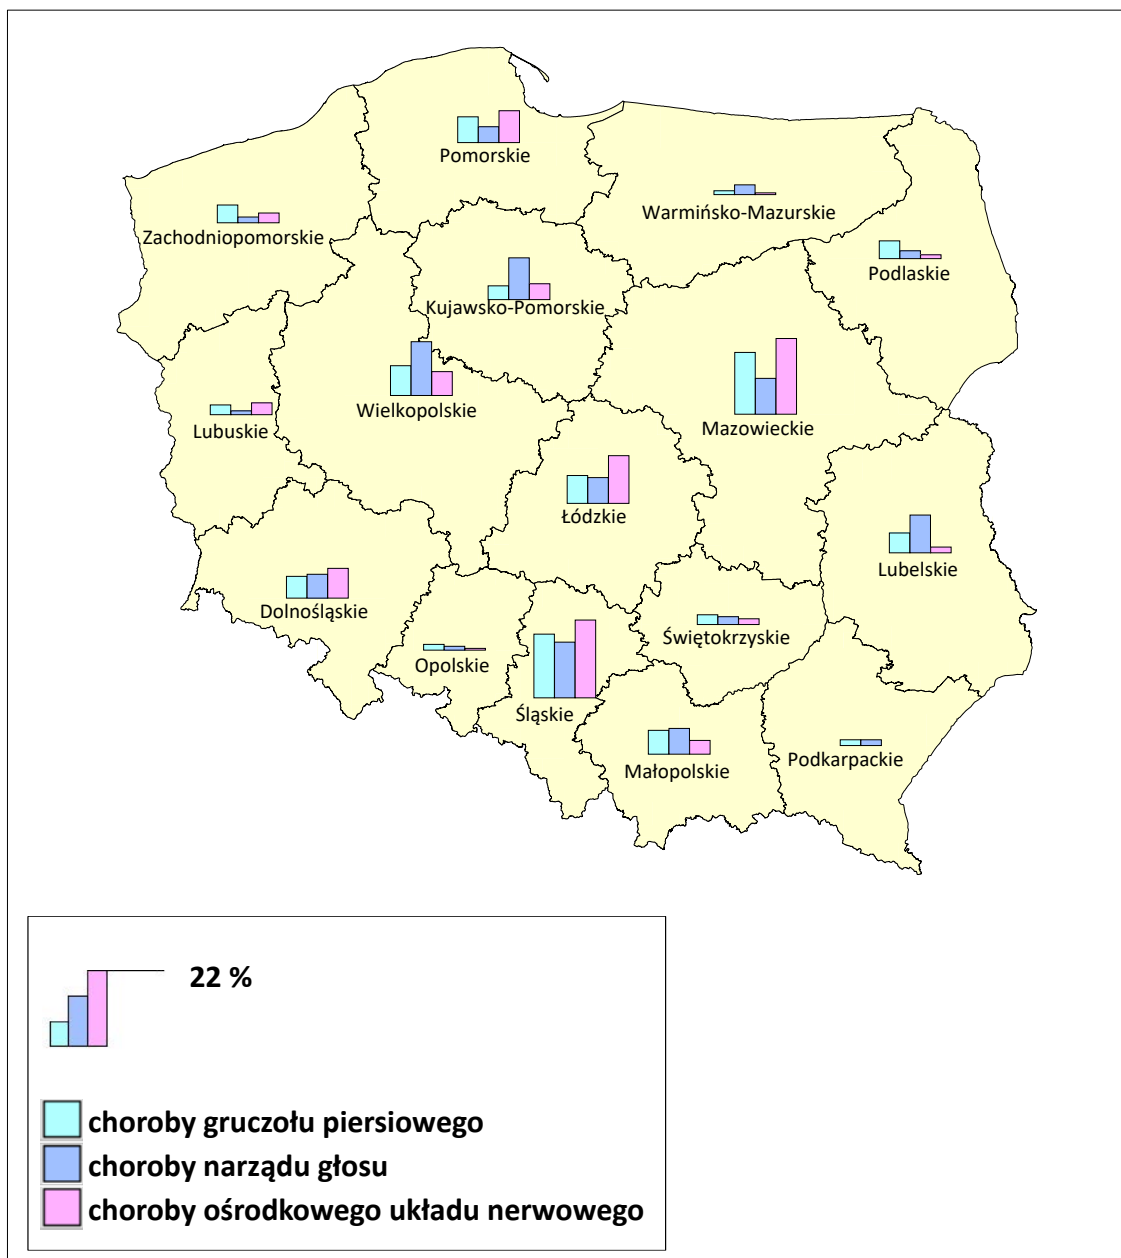 Pomorskie
Warmińsko-Mazurskie
Zachodniopomorskie
Podlaskie
Kujawsko-Pomorskie
Wielkopolskie
Mazowieckie
Lubuskie
Łódzkie
Lubelskie
Dolnośląskie
Świętokrzyskie
Opolskie
Śląskie
Podkarpackie
Małopolskie
22 %
choroby gruczołu piersiowego
choroby narządu głosu
choroby ośrodkowego układu nerwowego